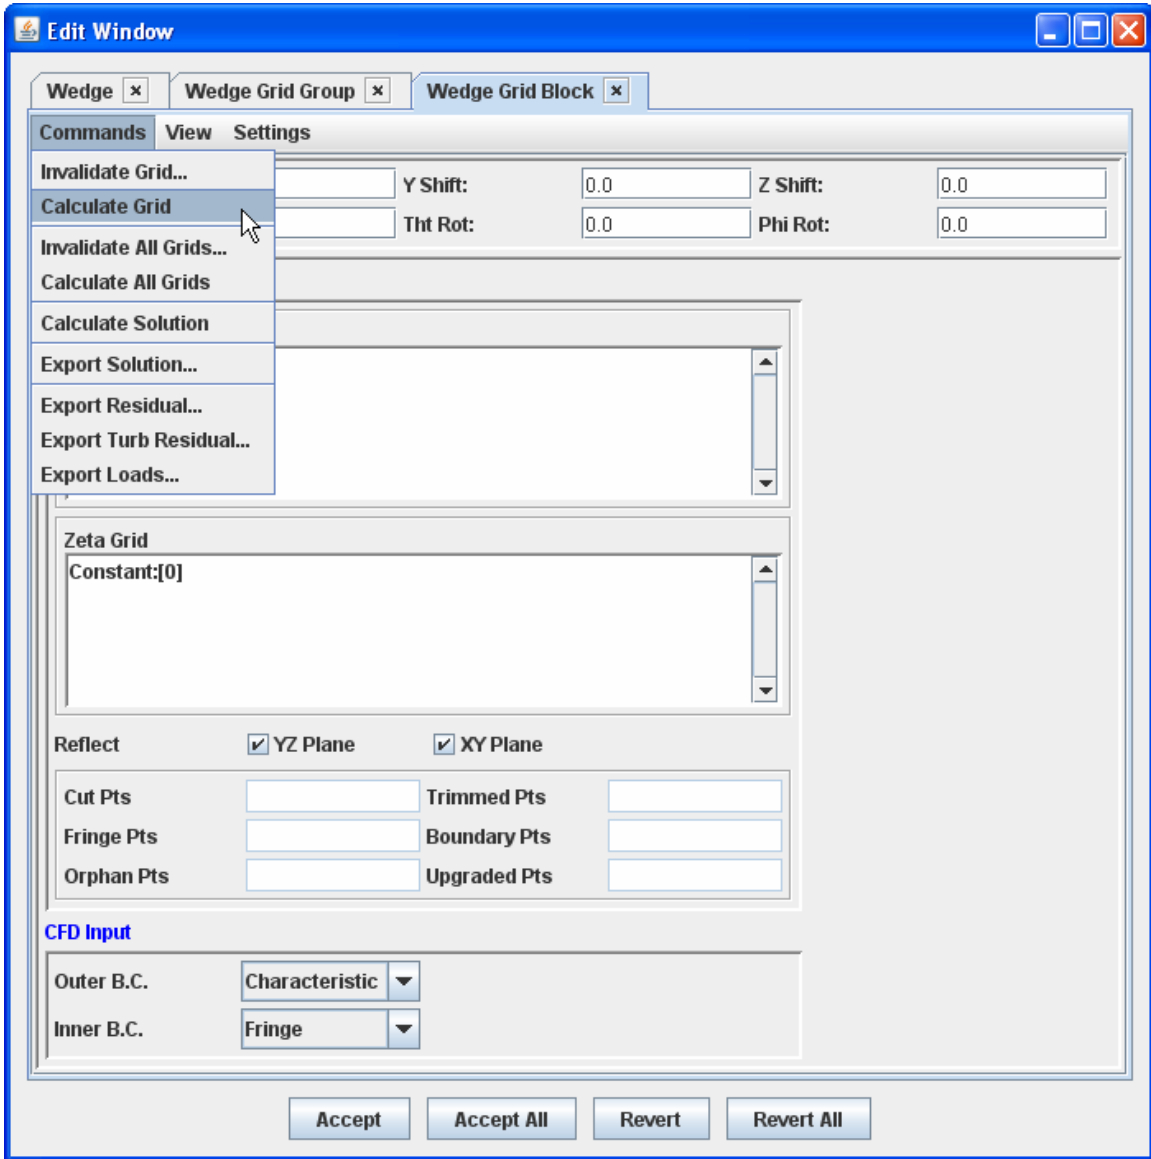 Edit Window
Wedge Wedge Grid Group Wedge Grid Block
Commands View Settings
Invalidate Grid...
Y Shift: 0.0 Z Shift: 0.0
Calculate Grid
Tht Rot: 0.0 Phi Rot: 0.0
Invalidate All Grids...
Calculate All Grids
Calculate Solution
Export Solution...
Export Residual...
Export Turb Residual...
Export Loads...
Zeta Grid
Constant:[0]
Reflect YZ Plane XY Plane
Cut Pts Trimmed Pts
Fringe Pts Boundary Pts
Orphan Pts Upgraded Pts
CFD Input
Outer B.C. Characteristic
Inner B.C. Fringe
Accept Accept All Revert Revert All